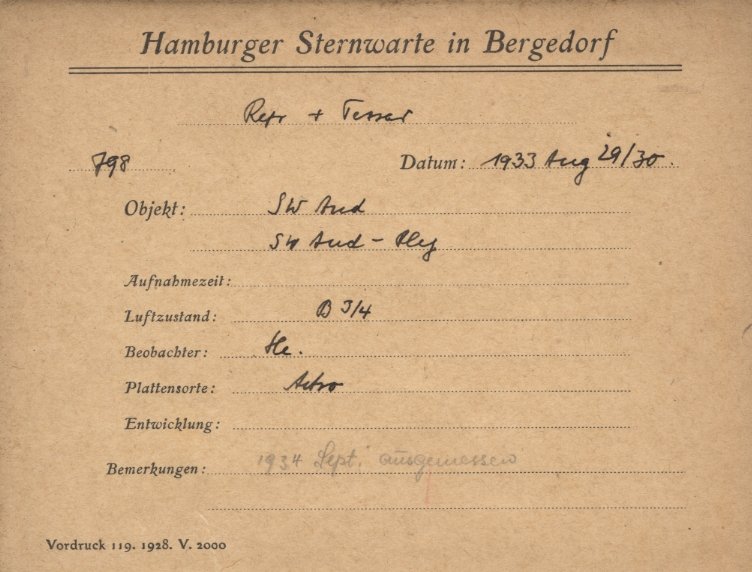 Hamburger Sternwarte in Bergedorf
Refr + Tessar
798 Datum: 1933 Aug 29/30.
Objekt: SW And
SW And -
Aufnahmezeit:
Luftzustand: B 3/4
Beobachter: He.
Plattensorte: Astro
Entwicklung:
Bemerkungen: 1934 Sept. ausgemessen
Vordruck 119. 1928. V. 2000